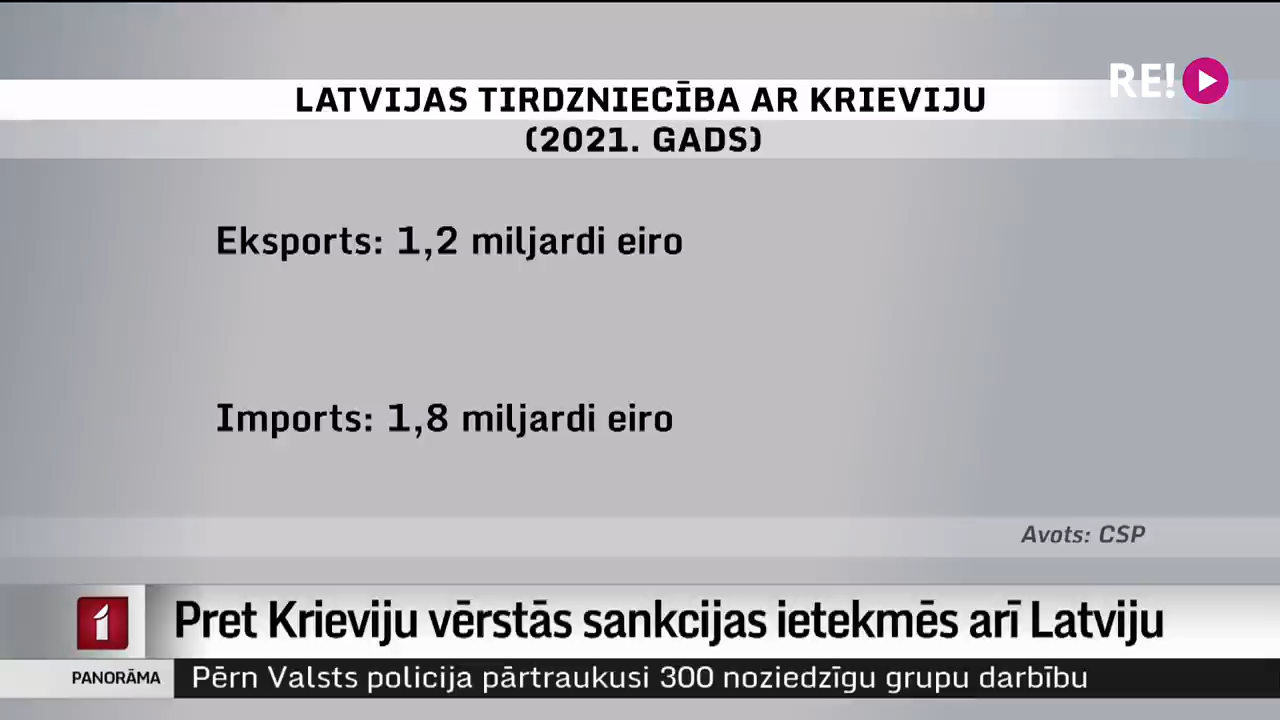 RE!
LATVIJAS TIRDZNIECĪBA AR KRIEVIJU
(2021. GADS)
Eksports: 1,2 miljardi eiro
Imports: 1,8 miljardi eiro
Avots: CSP
1
Pret Krieviju vērstās sankcijas ietekmēs arī Latviju
PANORĀMA
Pērn Valsts policija pārtraukusi 300 noziedzīgu grupu darbību